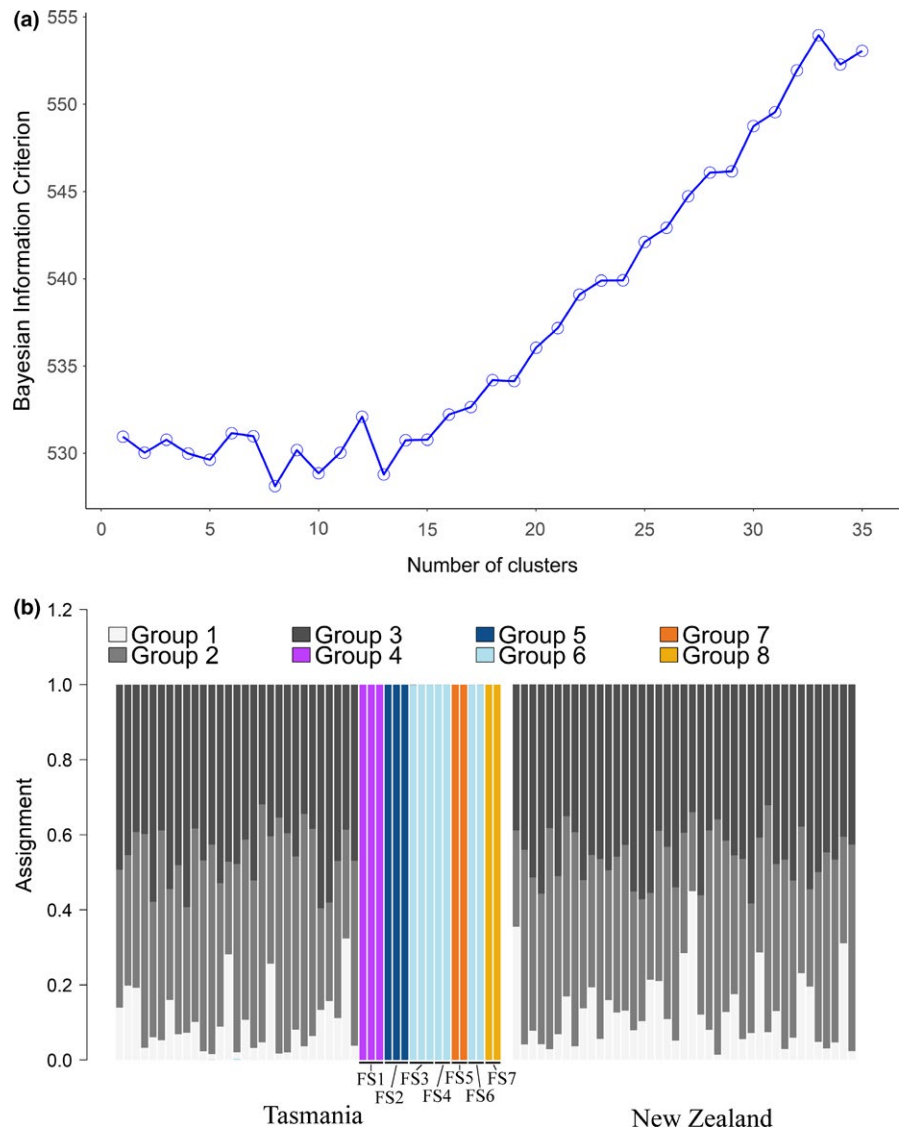 (a)
555
550
545
540
535
530
Bayesian Information Criterion
0 5 10 15 20 25 30 35
Number of clusters
(b)
1.2
1.0
0.8
0.6
0.4
0.2
0.0
Assignment
Group 1 Group 3 Group 5 Group 7
Group 2 Group 4 Group 6 Group 8
FS1 FS3 FS5 FS7
FS2 FS4 FS6
Tasmania New Zealand